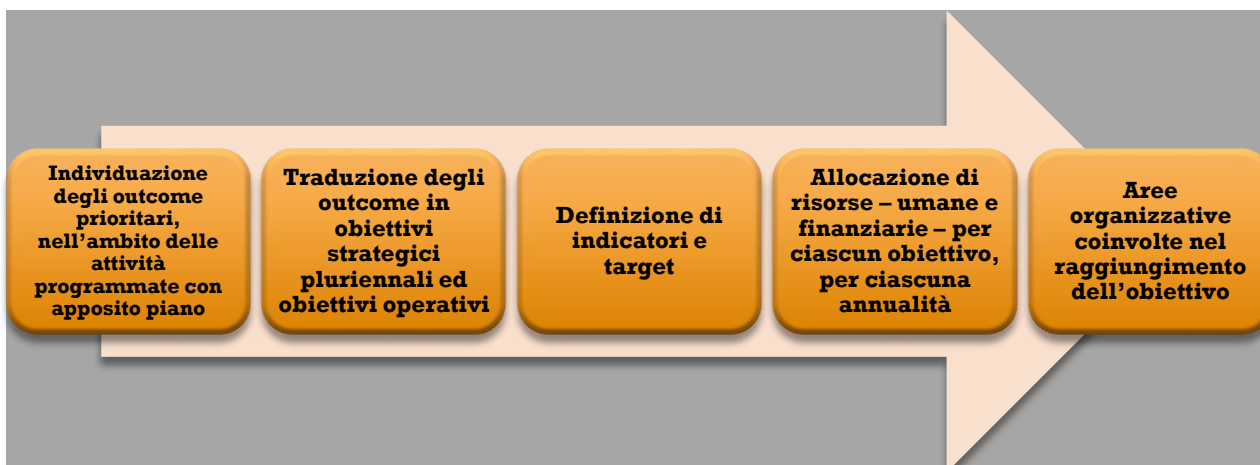 Individuazione
degli outcome
prioritari,
nell’ambito delle
attività
programmate con
apposito piano
Traduzione degli
outcome in
obiettivi
strategici
pluriennali ed
obiettivi operativi
Definizione di
indicatori e
target
Allocazione di
risorse – umane e
finanziarie – per
ciascun obiettivo,
per ciascuna
annualità
Aree
organizzative
coinvolte nel
raggiungimento
dell’obiettivo